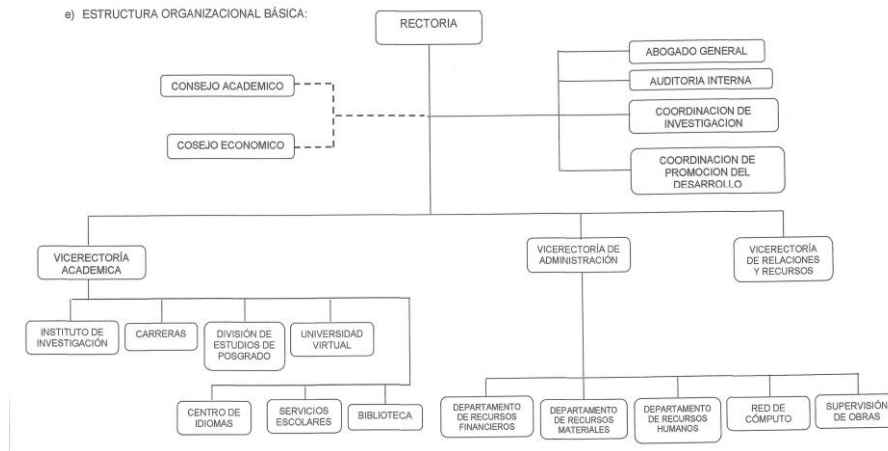 e) ESTRUCTURA ORGANIZACIONAL BÁSICA:
RECTORIA
ABOGADO GENERAL
AUDITORIA INTERNA
COORDINACION DE
INVESTIGACION
COORDINACION DE
PROMOCION DEL
DESARROLLO
CONSEJO ACADEMICO
COSEJO ECONOMICO
VICERECTORÍA
ACADEMICA
VICERECTORÍA DE
ADMINISTRACIÓN
VICERECTORÍA
DE RELACIONES
Y RECURSOS
INSTITUTO DE
INVESTIGACIÓN
CARRERAS
DIVISIÓN DE
ESTUDIOS DE
POSGRADO
UNIVERSIDAD
VIRTUAL
CENTRO DE
IDIOMAS
SERVICIOS
ESCOLARES
BIBLIOTECA
DEPARTAMENTO
DE RECURSOS
FINANCIEROS
DEPARTAMENTO
DE RECURSOS
MATERIALES
DEPARTAMENTO
DE RECURSOS
HUMANOS
RED DE
CÓMPUTO
SUPERVISIÓN
DE OBRAS